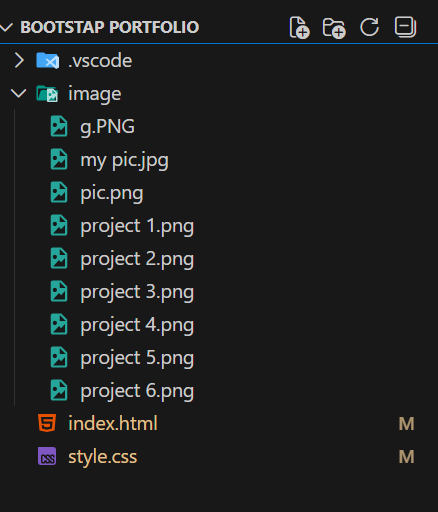 BOOTSTAP PORTFOLIO
.vscode
image
g.PNG
my pic.jpg
pic.png
project 1.png
project 2.png
project 3.png
project 4.png
project 5.png
project 6.png
index.html M
style.css M